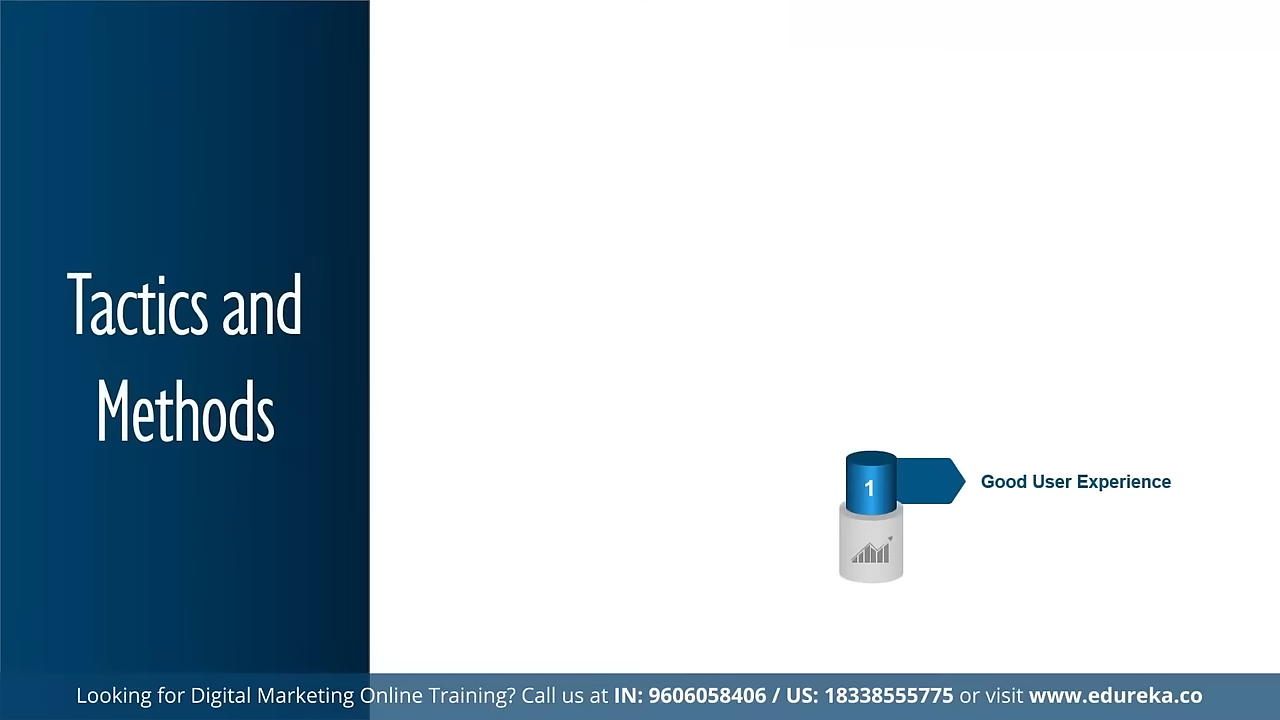 Tactics and
Methods
1
Good User Experience
Looking for Digital Marketing Online Training? Call us at IN: 9606058406 / US: 18338555775 or visit www.edureka.co